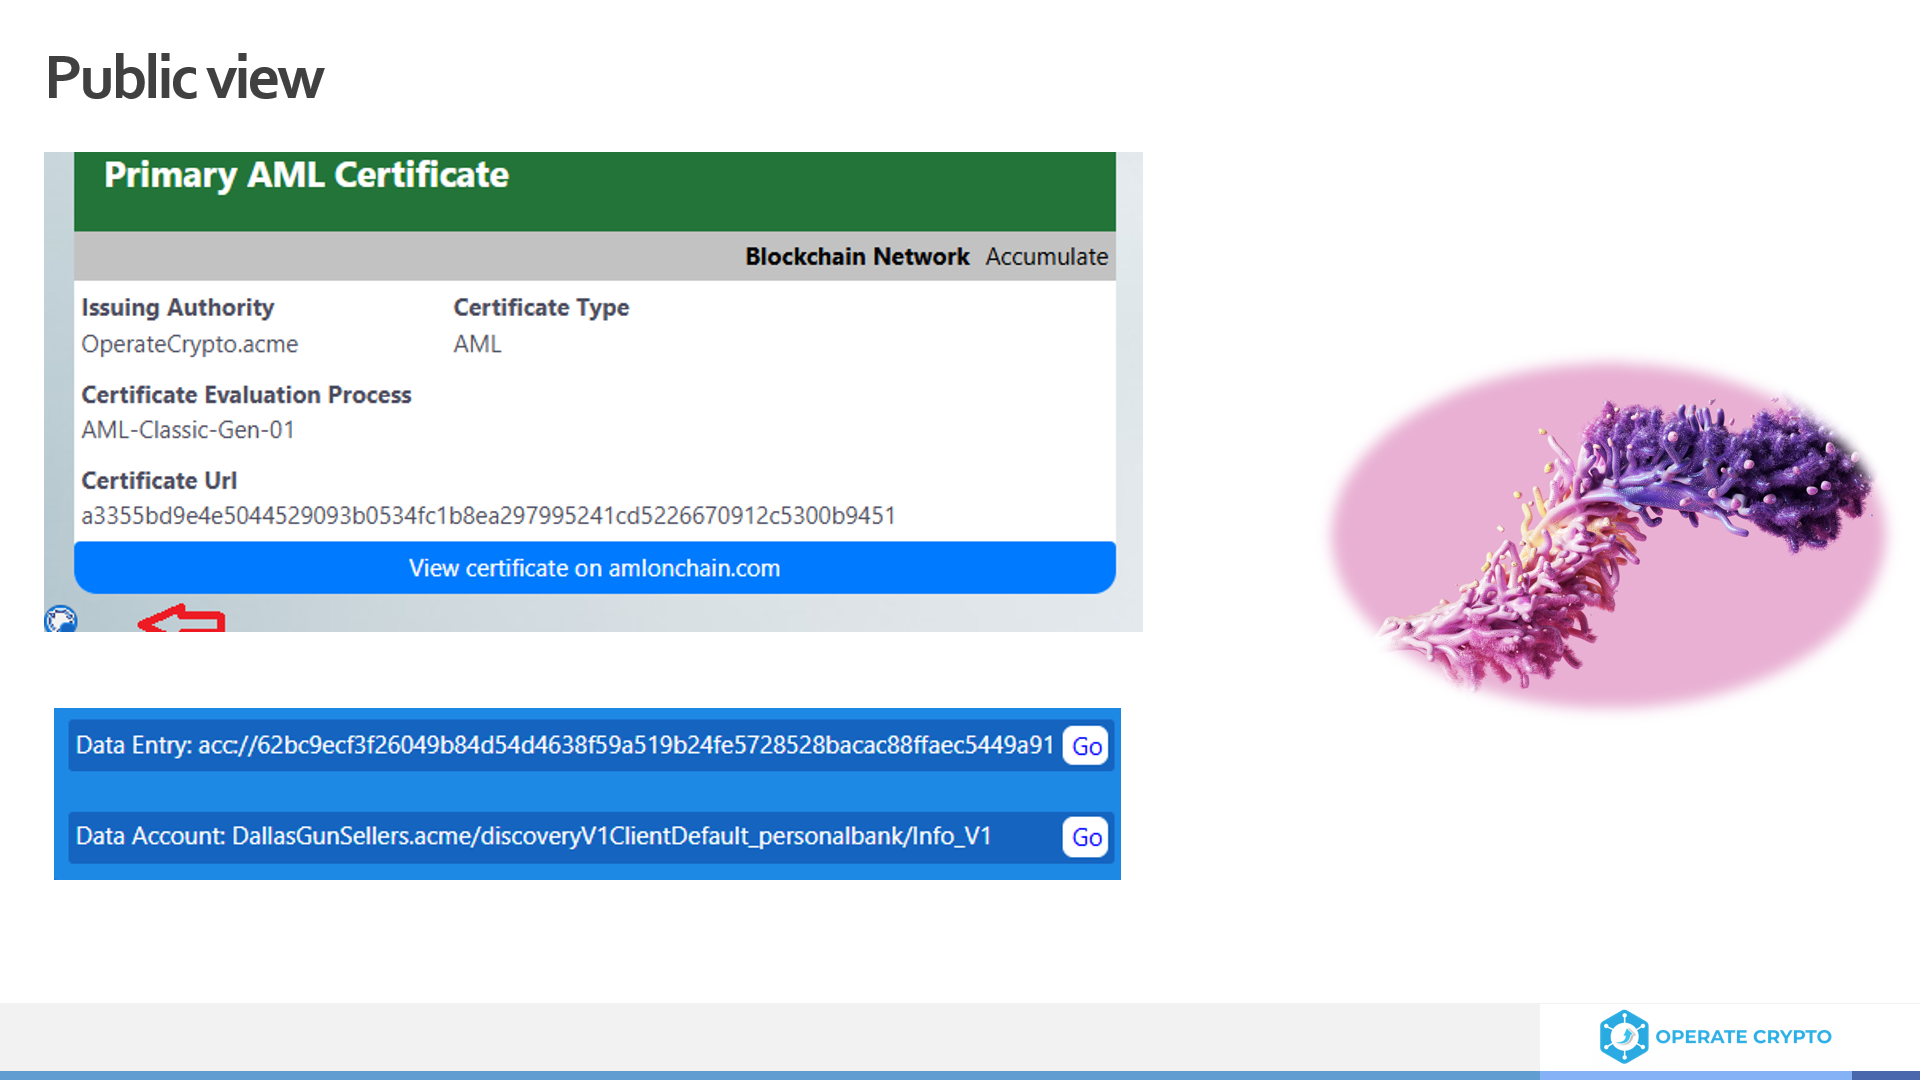 Public view
Primary AML Certificate
Blockchain Network Accumulate
Issuing Authority Certificate Type
OperateCrypto.acme AML
Certificate Evaluation Process
AML-Classic-Gen-01
Certificate Url
a3355bd9e4e5044529093b0534fc1b8ea297995241cd5226670912c5300b9451
View certificate on amlonchain.com
Data Entry: acc://62bc9ecf3f26049b84d54d4638f59a519b24fe5728528bacac88ffaec5449a91 Go
Data Account: DallasGunSellers.acme/discoveryV1ClientDefault_personalbank/Info_V1 Go
OPERATE CRYPTO